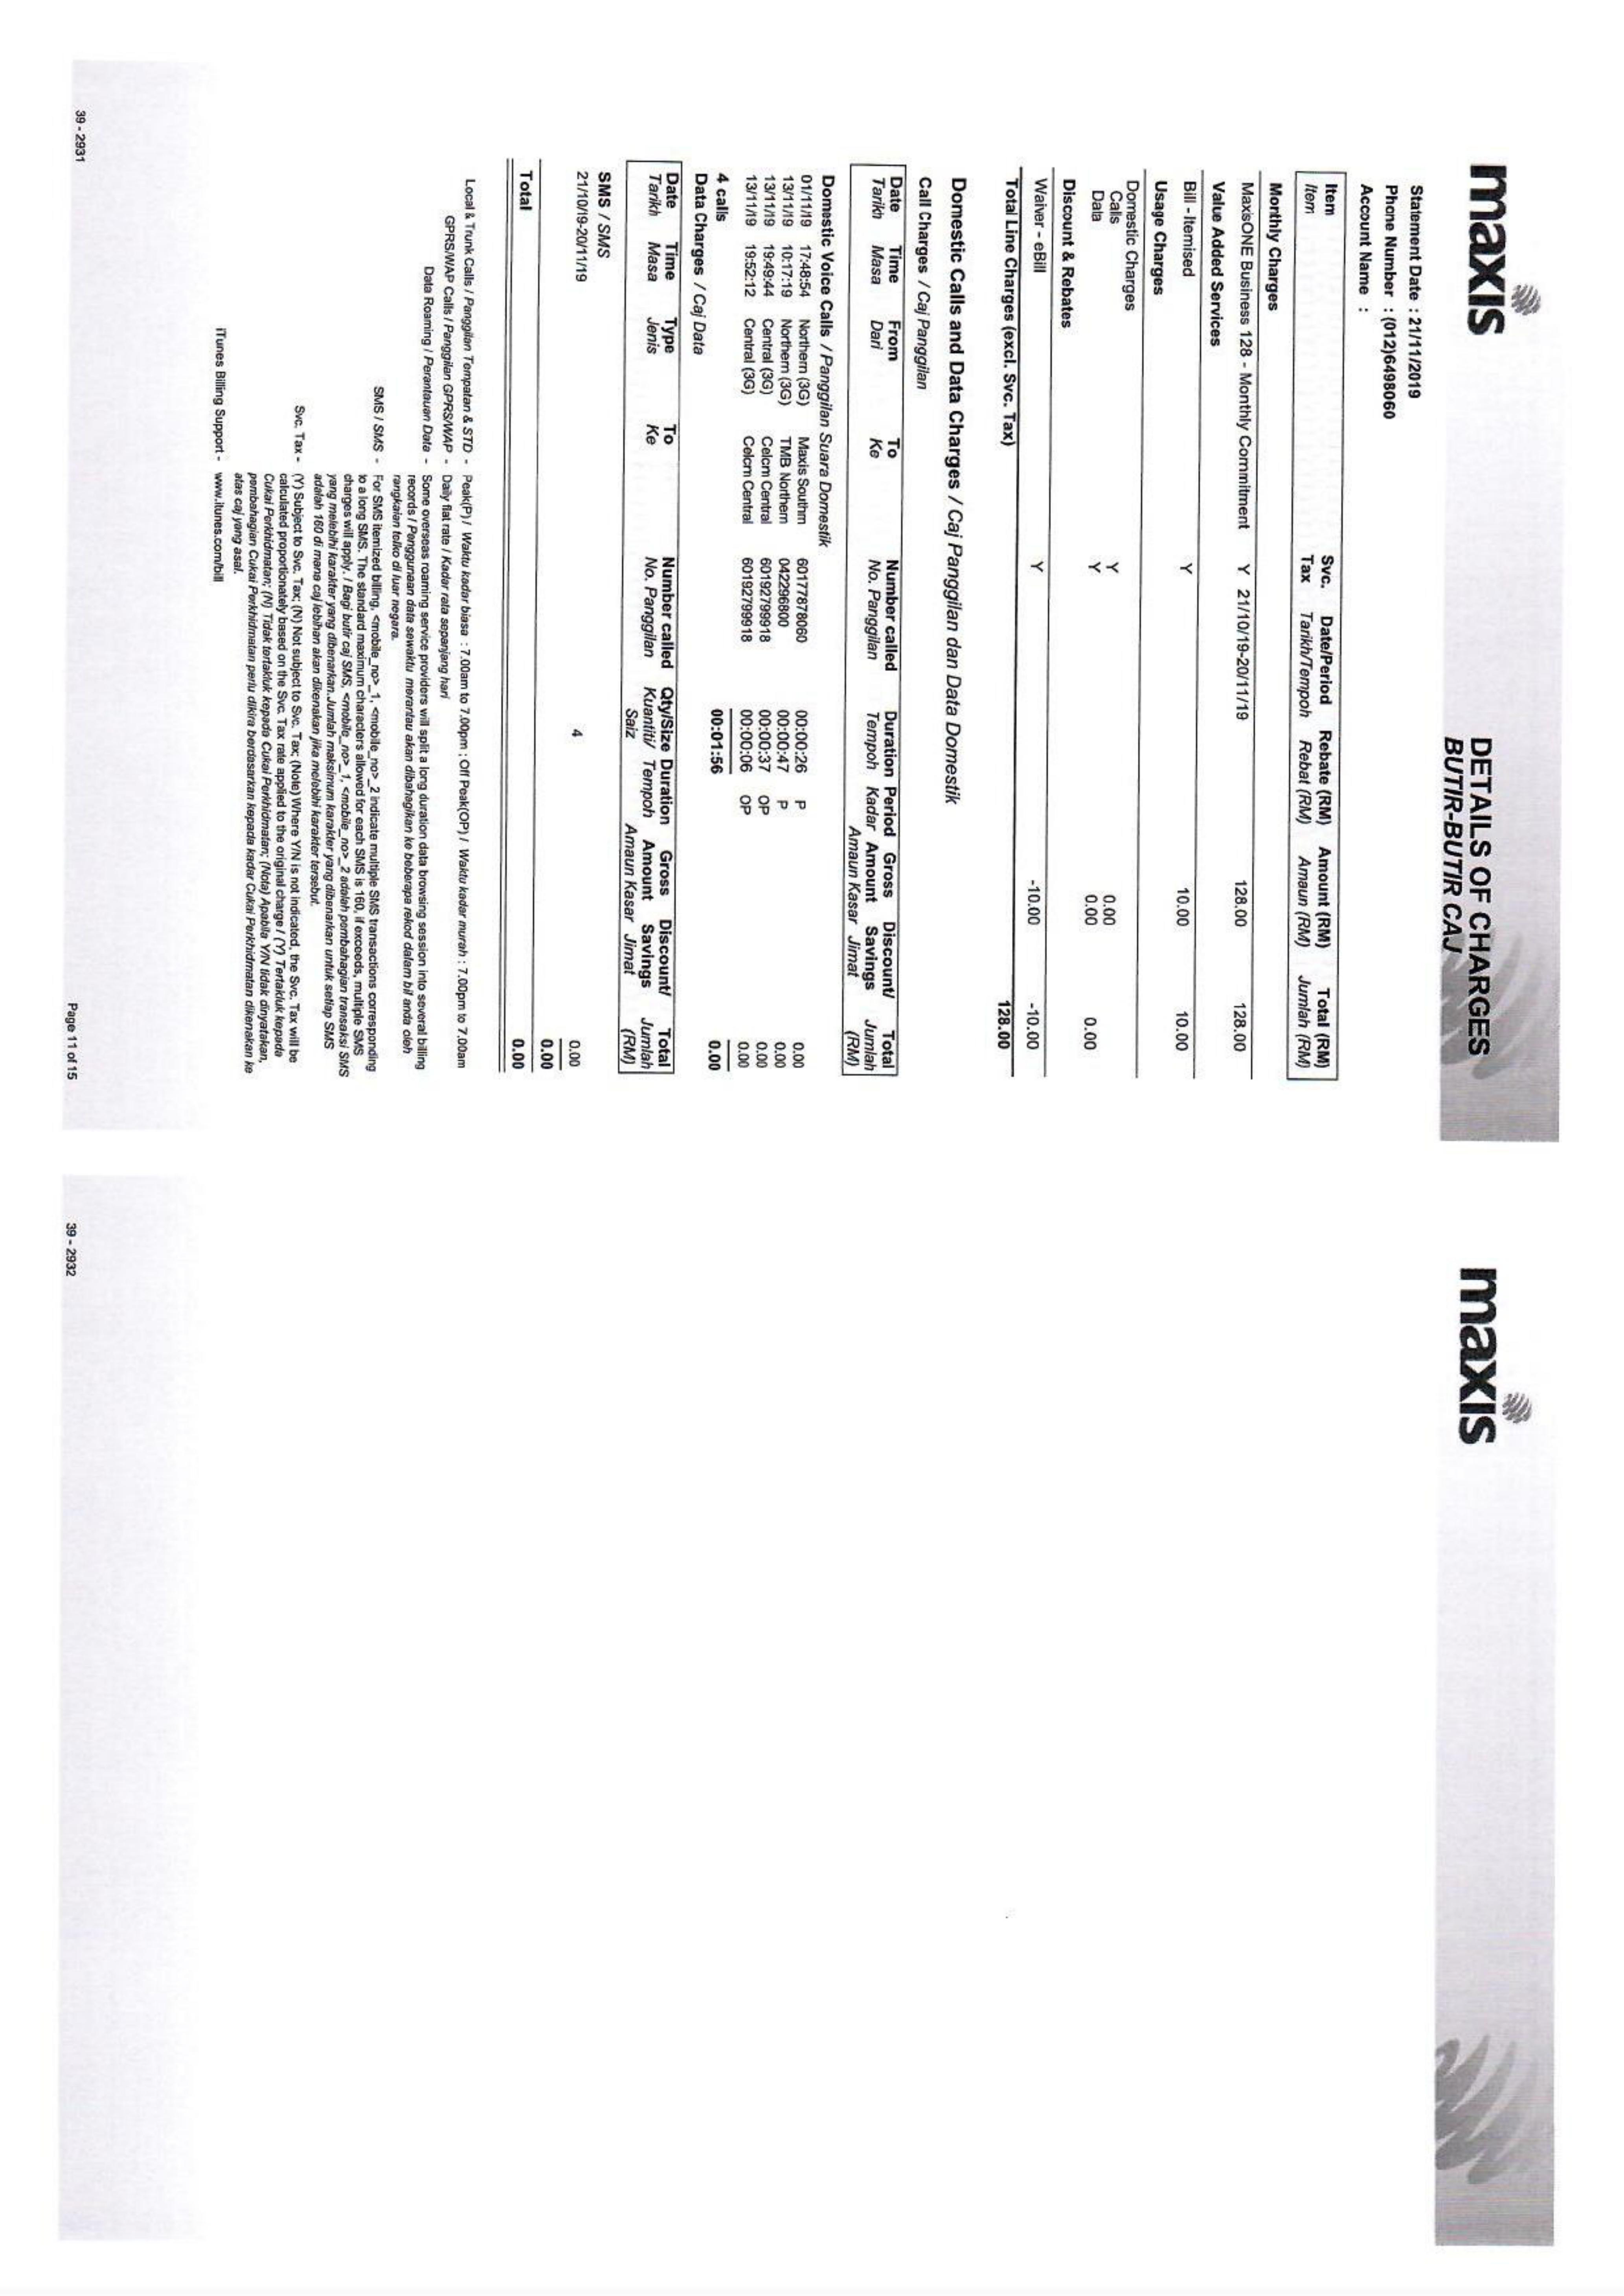 maxis
DETAILS OF CHARGES
BUTIR-BUTIR CAJ
Statement Date : 21/11/2019
Phone Number : (012)6498060
Account Name :
Item Svc. Date/Period Rebate (RM) Amount (RM) Total (RM)
Item Tax Tarikh/Tempoh Rebat (RM) Amaun (RM) Jumlah (RM)
Monthly Charges
MaxisONE Business 128 - Monthly Commitment Y 21/10/19-20/11/19 128.00 128.00
Value Added Services
Bill - Itemised Y 10.00 10.00
Usage Charges
Domestic Charges
Calls Y 0.00
Data Y 0.00 0.00
Discount & Rebates
Waiver - eBill Y -10.00 -10.00
Total Line Charges (excl. Svc. Tax) 128.00
Domestic Calls and Data Charges / Caj Panggilan dan Data Domestik
Call Charges / Caj Panggilan
Date Time From To Number called Duration Period Gross Discount/ Total
Tarikh Masa Dari Ke No. Panggilan Tempoh Kadar Amount Savings Jumlah
Amaun Kasar Jimat (RM)
Domestic Voice Calls / Panggilan Suara Domestik
01/11/19 17:48:54 Northern (3G) Maxis Southrn 60177878060 00:00:26 P 0.00
13/11/19 10:17:19 Northern (3G) TMB Northern 042296800 00:00:47 P 0.00
13/11/19 19:49:44 Central (3G) Celcm Central 60192799918 00:00:37 OP 0.00
13/11/19 19:52:12 Central (3G) Celcm Central 60192799918 00:00:06 OP 0.00
4 calls 00:01:56 0.00
Data Charges / Caj Data
Date Time Type To Number called Qty/Size Duration Gross Discount/ Total
Tarikh Masa Jenis Ke No. Panggilan Kuantiti/ Tempoh Amount Savings Jumlah
Saiz Amaun Kasar Jimat (RM)
SMS / SMS
21/10/19-20/11/19 4 0.00
0.00
Total 0.00
Local & Trunk Calls / Panggilan Tempatan & STD - Peak(P) / Waktu kadar biasa : 7.00am to 7.00pm ; Off Peak(OP) / Waktu kadar murah : 7.00pm to 7.00am
GPRS/WAP Calls / Panggilan GPRS/WAP - Daily flat rate / Kadar rata sepanjang hari
Data Roaming / Perantauan Data - Some overseas roaming service providers will split a long duration data browsing session into several billing
records / Penggunaan data sewaktu merantau akan dibahagikan ke beberapa rekod dalam bil anda oleh
rangkaian telko di luar negara.
SMS / SMS - For SMS itemized billing, <mobile_no>_1, <mobile_no>_2 indicate multiple SMS transactions corresponding
to a long SMS. The standard maximum characters allowed for each SMS is 160, if exceeds, multiple SMS
charges will apply. / Bagi butir caj SMS, <mobile_no>_1, <mobile_no>_2 adalah pembahagian transaksi SMS
yang melebihi karakter yang dibenarkan.Jumlah maksimum karakter yang dibenarkan untuk setiap SMS
adalah 160 di mana caj lebihan akan dikenakan jika melebihi karakter tersebut.
Svc. Tax - (Y) Subject to Svc. Tax; (N) Not subject to Svc. Tax; (Note) Where Y/N is not indicated, the Svc. Tax will be
calculated proportionately based on the Svc. Tax rate applied to the original charge / (Y) Tertakluk kepada
Cukai Perkhidmatan; (N) Tidak tertakluk kepada Cukai Perkhidmatan; (Nota) Apabila Y/N tidak dinyatakan,
pembahagian Cukai Perkhidmatan perlu dikira berdasarkan kepada kadar Cukai Perkhidmatan dikenakan ke
atas caj yang asal.
iTunes Billing Support - www.itunes.com/bill
39 - 2931
Page 11 of 15
maxis
39 - 2932